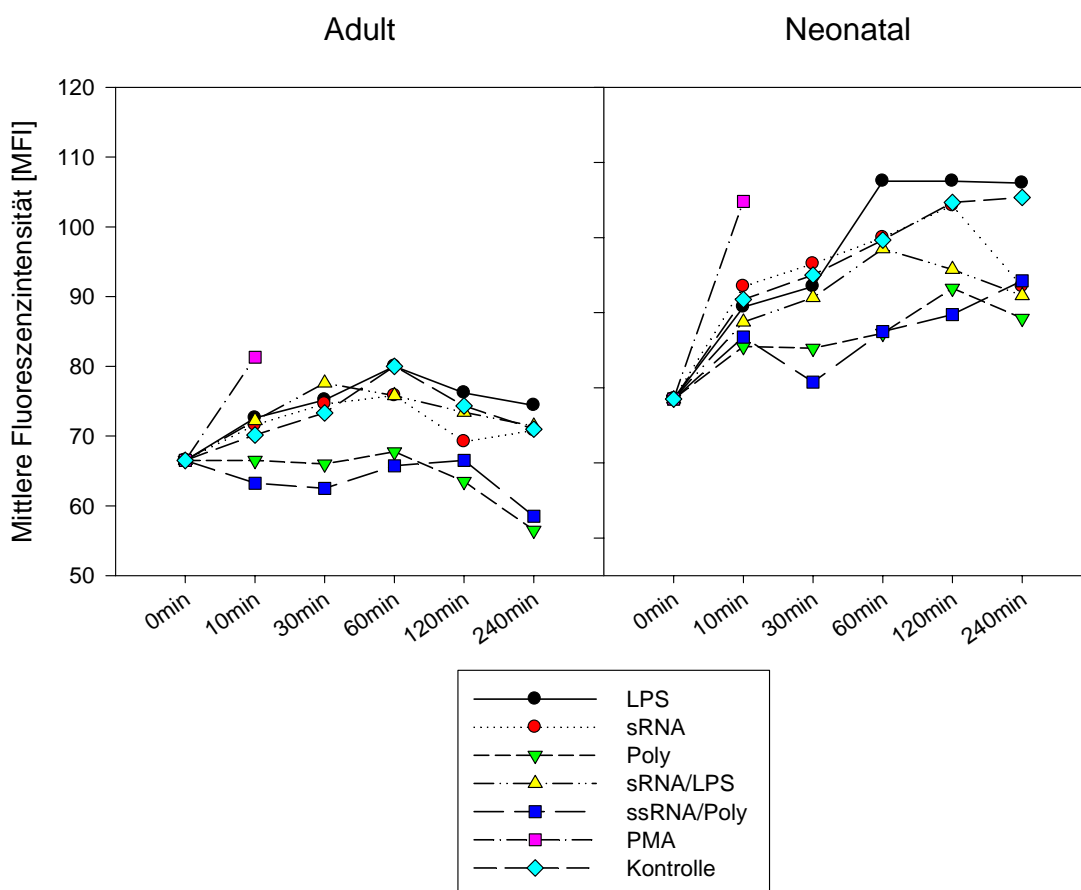 Adult
Neonatal
Mittlere Fluoreszenzintensität [MFI]
120
110
100
90
80
70
60
50
0min
10min
30min
60min
120min
240min
0min
10min
30min
60min
120min
240min
LPS
sRNA
Poly
sRNA/LPS
ssRNA/Poly
PMA
Kontrolle